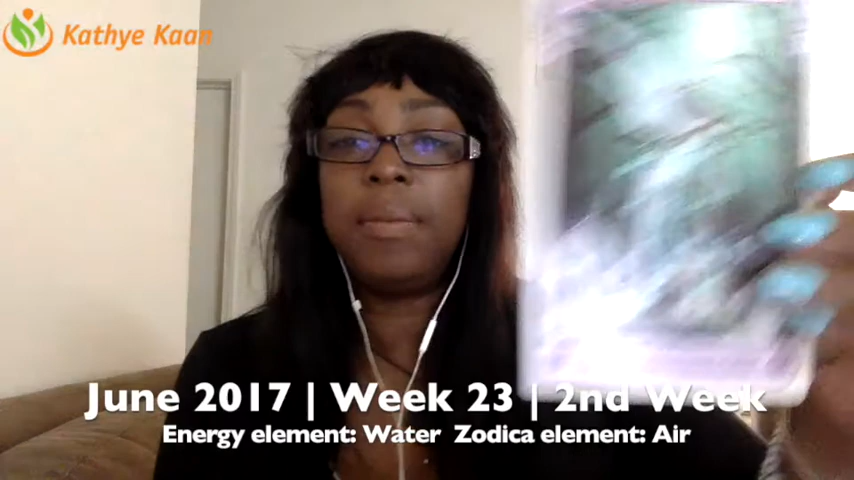 Kathye Kaan
June 2017 | Week 23 | 2nd Week
Energy element: Water Zodica element: Air